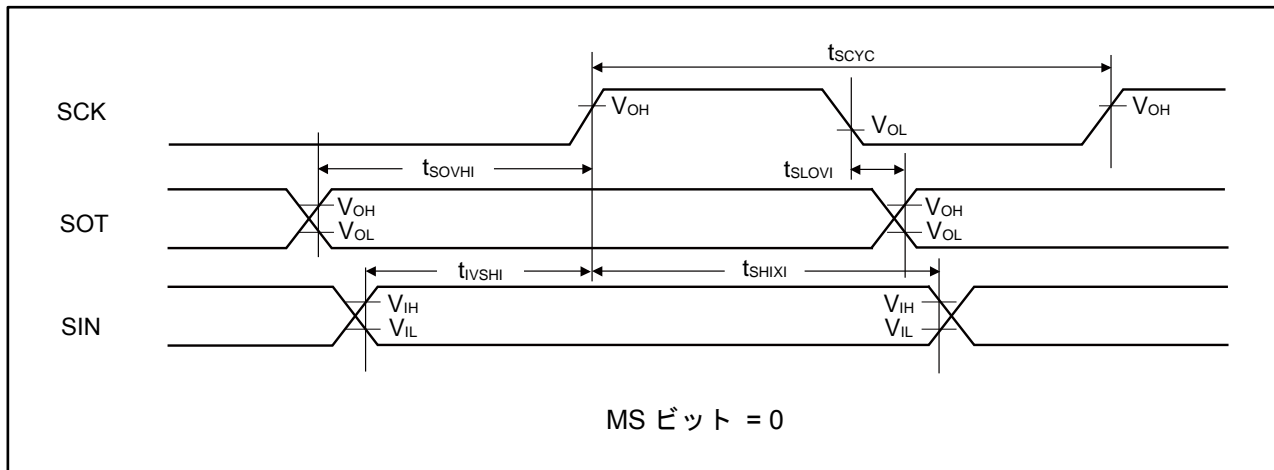 tSCYC
SCK
VOH
VOL
VOH
tSOVHI
tSLOVI
SOT
VOH
VOL
VOH
VOL
tIVSHI
tSHIXI
SIN
VIH
VIL
VIH
VIL
MS ビット = 0